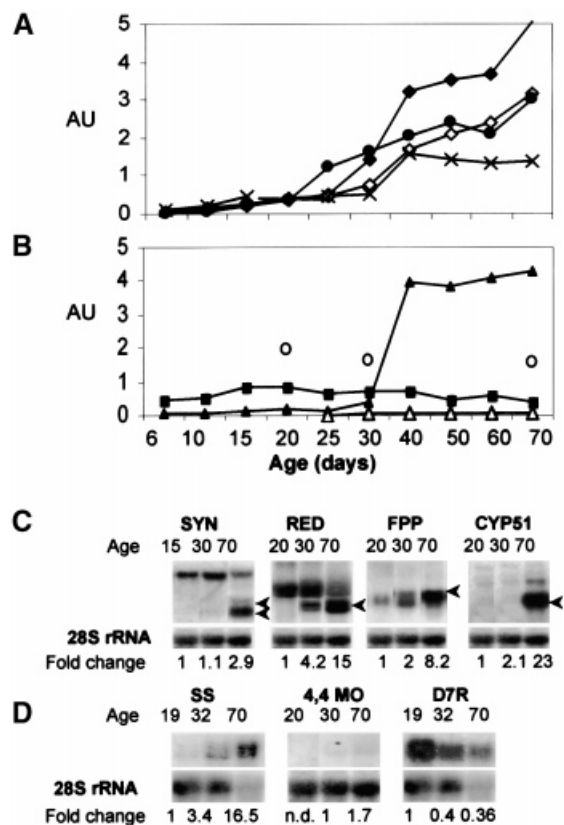 A
5
4
AU
3
2
1
0
B
5
4
AU
3
2
1
0
6 10 15 20 25 30 40 50 60 70
Age (days)
C
SYN RED FPP CYP51
Age 15 30 70 20 30 70 20 30 70 20 30 70
28S rRNA
Fold change 1 1.1 2.9 1 4.2 15 1 2 8.2 1 2.1 23
D
SS 4,4 MO D7R
Age 19 32 70 20 30 70 19 32 70
28S rRNA
Fold change 1 3.4 16.5 n.d. 1 1.7 1 0.4 0.36